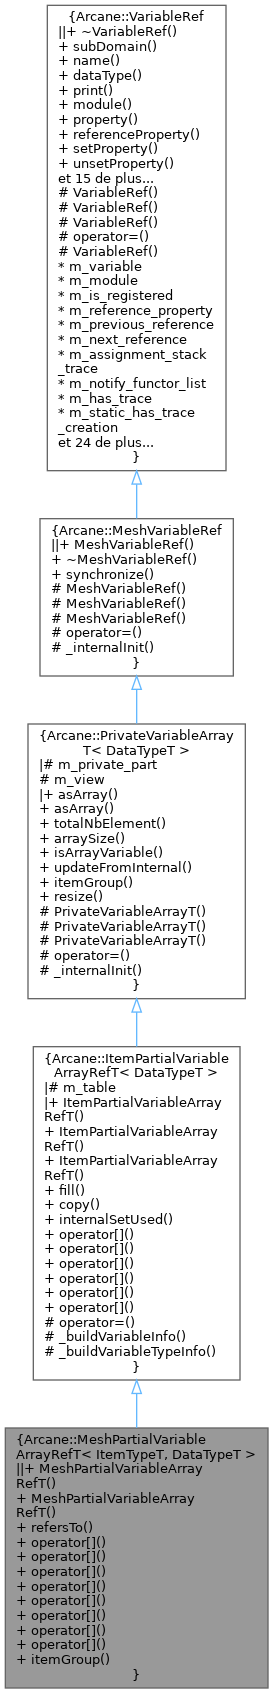 {Arcane::VariableRef
||+ ~VariableRef()
+ subDomain()
+ name()
+ dataType()
+ print()
+ module()
+ property()
+ referenceProperty()
+ setProperty()
+ unsetProperty()
et 15 de plus...
# VariableRef()
# VariableRef()
# VariableRef()
# operator=()
# VariableRef()
* m_variable
* m_module
* m_is_registered
* m_reference_property
* m_previous_reference
* m_next_reference
* m_assignment_stack
_trace
* m_notify_functor_list
* m_has_trace
* m_static_has_trace
_creation
et 24 de plus...
}
{Arcane::MeshVariableRef
||+ MeshVariableRef()
+ ~MeshVariableRef()
+ synchronize()
# MeshVariableRef()
# MeshVariableRef()
# MeshVariableRef()
# operator=()
# _internalInit()
}
{Arcane::PrivateVariableArray
T< DataTypeT >
|# m_private_part
# m_view
|+ asArray()
+ asArray()
+ totalNbElement()
+ arraySize()
+ isArrayVariable()
+ updateFromInternal()
+ itemGroup()
+ resize()
# PrivateVariableArrayT()
# PrivateVariableArrayT()
# PrivateVariableArrayT()
# operator=()
# _internalInit()
}
{Arcane::ItemPartialVariable
ArrayRefT< DataTypeT >
|# m_table
|+ ItemPartialVariableArray
RefT()
+ ItemPartialVariableArray
RefT()
+ ItemPartialVariableArray
RefT()
+ fill()
+ copy()
+ internalSetUsed()
+ operator[]()
+ operator[]()
+ operator[]()
+ operator[]()
+ operator[]()
+ operator[]()
# operator=()
# _buildVariableInfo()
# _buildVariableTypeInfo()
}
{Arcane::MeshPartialVariable
ArrayRefT< ItemTypeT, DataTypeT >
||+ MeshPartialVariableArray
RefT()
+ MeshPartialVariableArray
RefT()
+ refersTo()
+ operator[]()
+ operator[]()
+ operator[]()
+ operator[]()
+ operator[]()
+ operator[]()
+ operator[]()
+ operator[]()
+ itemGroup()
}